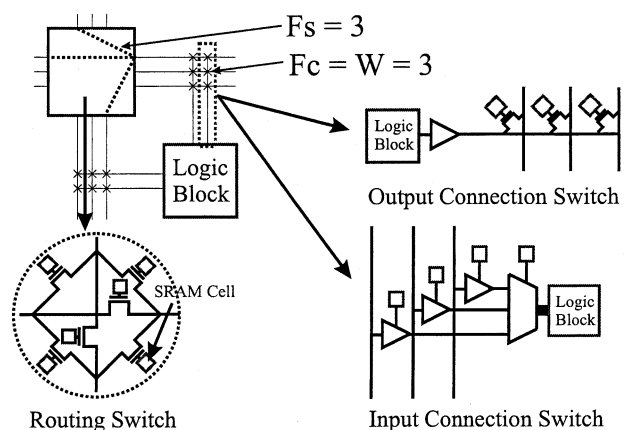 Fs = 3
Fc = W = 3
Logic
Block
Output Connection Switch
Logic
Block
SRAM Cell
Logic
Block
Routing Switch
Input Connection Switch